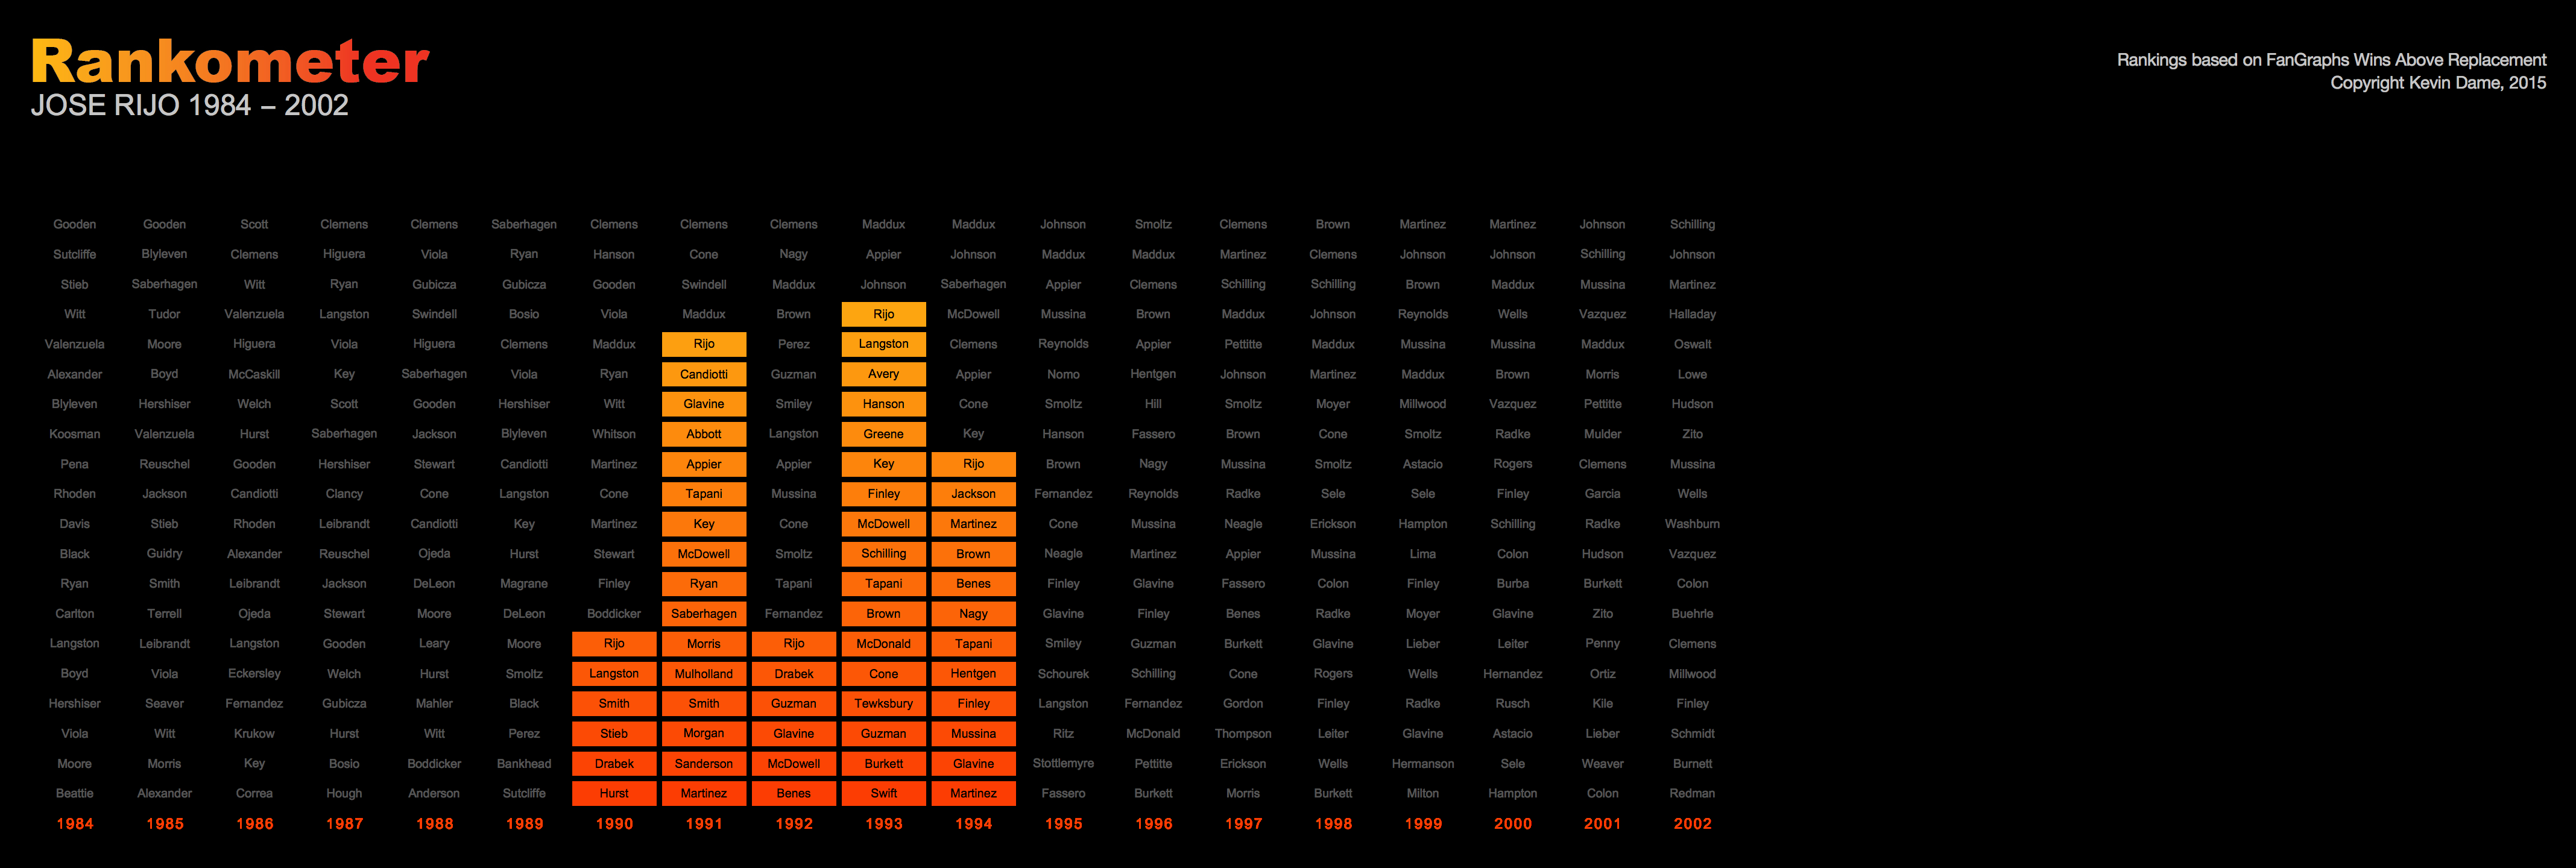 Rankometer
JOSE RIJO 1984 – 2002
Rankings based on FanGraphs Wins Above Replacement
Copyright Kevin Dame, 2015
Gooden Gooden Scott Clemens Clemens Saberhagen Clemens Clemens Clemens Maddux Maddux Johnson Smoltz Clemens Brown Martinez Martinez Johnson Schilling
Sutcliffe Blyleven Clemens Higuera Viola Ryan Hanson Cone Nagy Appier Johnson Maddux Maddux Martinez Clemens Johnson Johnson Schilling Johnson
Stieb Saberhagen Witt Ryan Gubicza Gubicza Gooden Swindell Maddux Johnson Saberhagen Appier Clemens Schilling Schilling Brown Maddux Mussina Martinez
Witt Tudor Valenzuela Langston Swindell Bosio Viola Maddux Brown Rijo McDowell Mussina Brown Maddux Johnson Reynolds Wells Vazquez Halladay
Valenzuela Moore Higuera Viola Higuera Clemens Maddux Rijo Perez Langston Clemens Reynolds Appier Pettitte Maddux Mussina Mussina Maddux Oswalt
Alexander Boyd McCaskill Key Saberhagen Viola Ryan Candiotti Guzman Avery Appier Nomo Hentgen Johnson Martinez Maddux Brown Morris Lowe
Blyleven Hershiser Welch Scott Gooden Hershiser Witt Glavine Smiley Hanson Cone Smoltz Hill Smoltz Moyer Millwood Vazquez Pettitte Hudson
Koosman Valenzuela Hurst Saberhagen Jackson Blyleven Whitson Abbott Langston Greene Key Hanson Fassero Brown Cone Smoltz Radke Mulder Zito
Pena Reuschel Gooden Hershiser Stewart Candiotti Martinez Appier Appier Key Rijo Brown Nagy Mussina Smoltz Astacio Rogers Clemens Mussina
Rhoden Jackson Candiotti Clancy Cone Langston Cone Tapani Mussina Finley Jackson Fernandez Reynolds Radke Sele Sele Finley Garcia Wells
Davis Stieb Rhoden Leibrandt Candiotti Key Martinez Key Cone McDowell Martinez Cone Mussina Neagle Erickson Hampton Schilling Radke Washburn
Black Guidry Alexander Reuschel Ojeda Hurst Stewart McDowell Smoltz Schilling Brown Neagle Martinez Appier Mussina Lima Colon Hudson Vazquez
Ryan Smith Leibrandt Jackson DeLeon Magrane Finley Ryan Tapani Tapani Benes Finley Glavine Fassero Colon Finley Burba Burkett Colon
Carlton Terrell Ojeda Stewart Moore DeLeon Boddicker Saberhagen Fernandez Brown Nagy Glavine Finley Benes Radke Moyer Glavine Zito Buehrle
Langston Leibrandt Langston Gooden Leary Moore Rijo Morris Rijo McDonald Tapani Smiley Guzman Burkett Glavine Lieber Leiter Penny Clemens
Boyd Viola Eckersley Welch Hurst Smoltz Langston Mulholland Drabek Cone Hentgen Schourek Schilling Cone Rogers Wells Hernandez Ortiz Millwood
Hershiser Seaver Fernandez Gubicza Mahler Black Smith Smith Guzman Tewksbury Finley Langston Fernandez Gordon Finley Radke Rusch Kile Finley
Viola Witt Krukow Hurst Witt Perez Stieb Morgan Glavine Guzman Mussina Ritz McDonald Thompson Leiter Glavine Astacio Lieber Schmidt
Moore Morris Key Bosio Boddicker Bankhead Drabek Sanderson McDowell Burkett Glavine Stottlemyre Pettitte Erickson Wells Hermanson Sele Weaver Burnett
Beattie Alexander Correa Hough Anderson Sutcliffe Hurst Martinez Benes Swift Martinez Fassero Burkett Morris Burkett Milton Hampton Colon Redman
1984 1985 1986 1987 1988 1989 1990 1991 1992 1993 1994 1995 1996 1997 1998 1999 2000 2001 2002